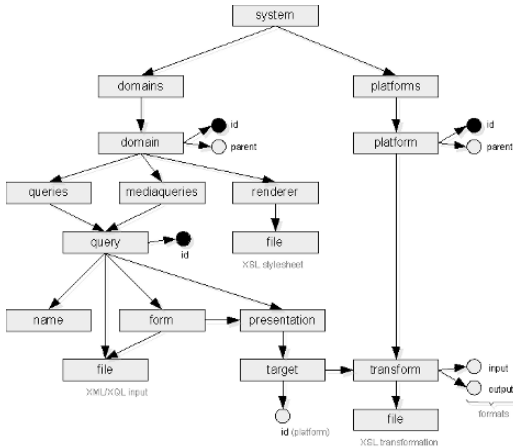 system
domains
platforms
id
id
domain
parent
platform
parent
queries
mediaqueries
renderer
query
id
file
XSL stylesheet
name
form
presentation
file
target
transform
input
output
XML/XQL input
formats
id (platform)
file
XSL transformation